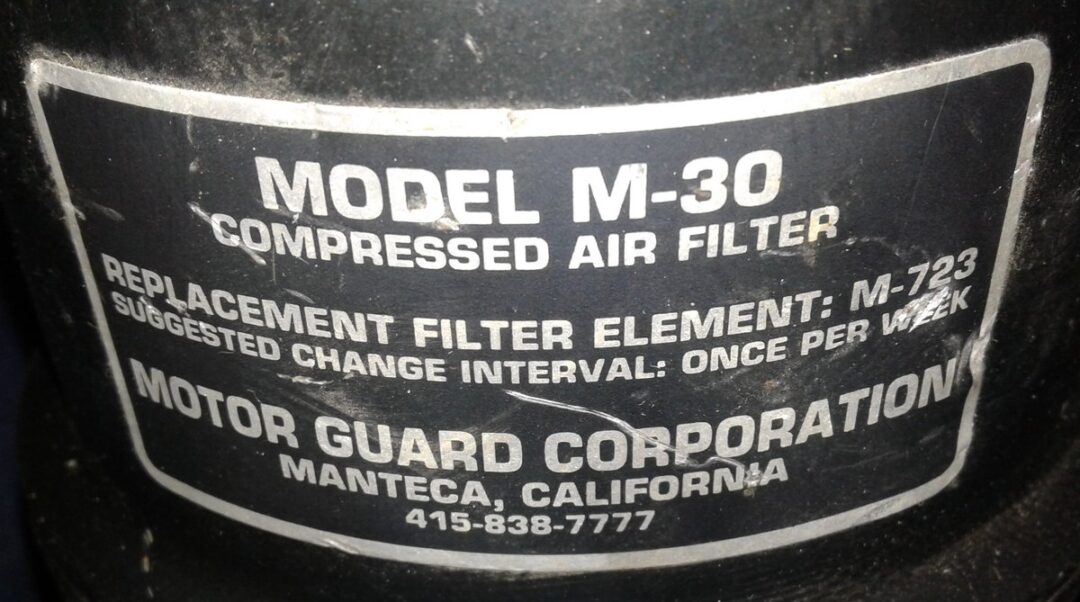 MODEL M-30
COMPRESSED AIR FILTER
REPLACEMENT FILTER ELEMENT: M-723
SUGGESTED CHANGE INTERVAL: ONCE PER WEEK
MOTOR GUARD CORPORATION
MANTECA, CALIFORNIA
415-838-7777